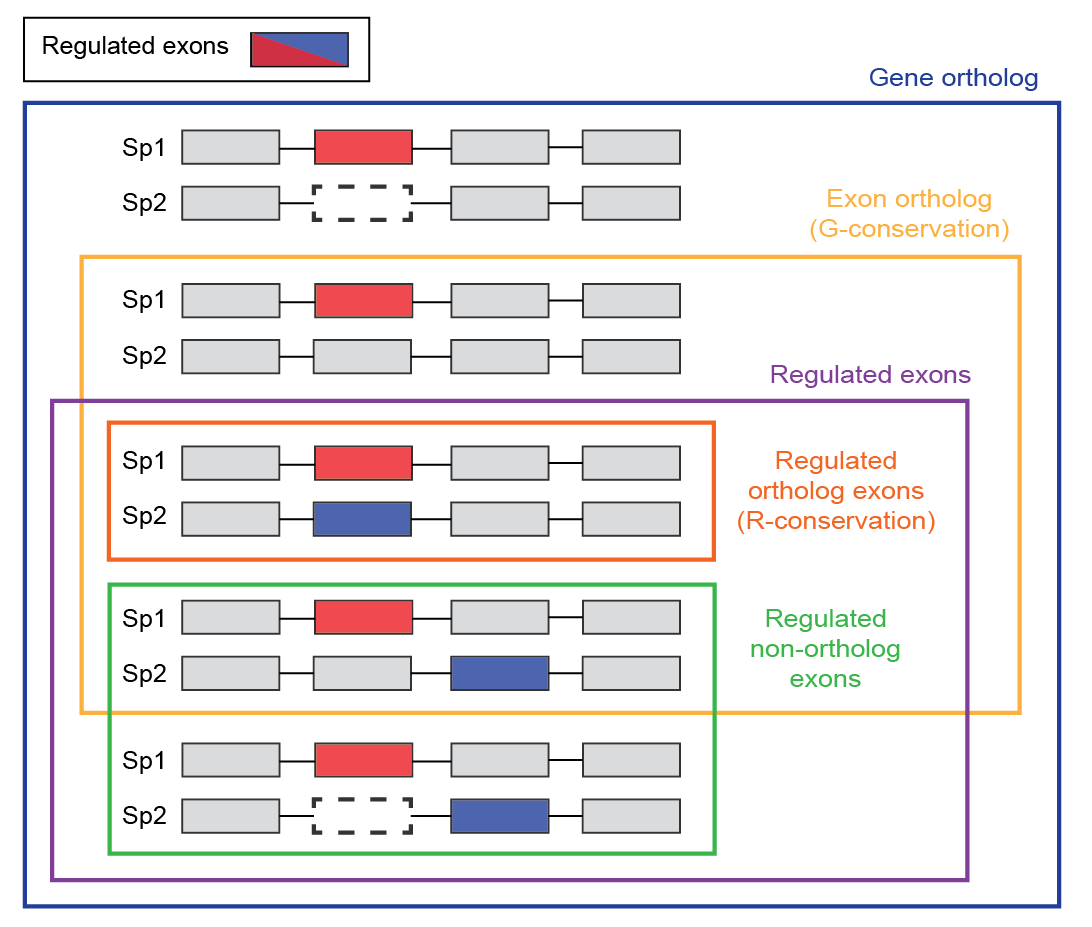 Regulated exons
Gene ortholog
Sp1
Sp2
Exon ortholog
(G-conservation)
Sp1
Sp2
Regulated exons
Sp1
Sp2
Regulated
ortholog exons
(R-conservation)
Sp1
Sp2
Regulated
non-ortholog
exons
Sp1
Sp2